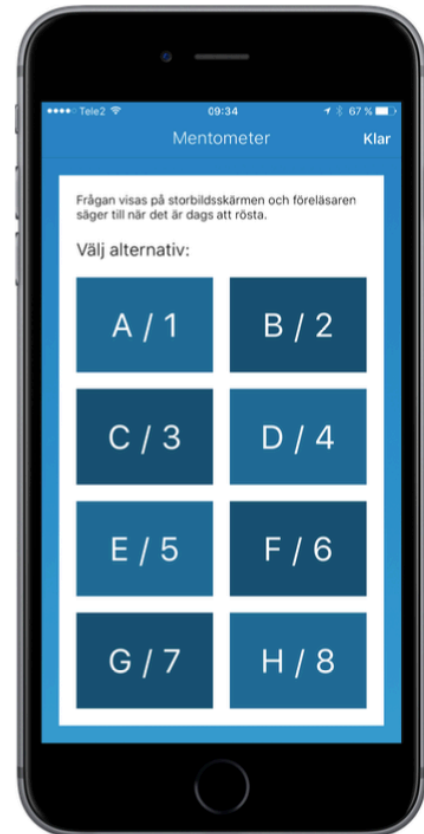 Tele2 09:34 67 %
Mentometer Klar
Frågan visas på storbildsskärmen och föreläsaren
säger till när det är dags att rösta.
Välj alternativ:
A / 1 B / 2
C / 3 D / 4
E / 5 F / 6
G / 7 H / 8